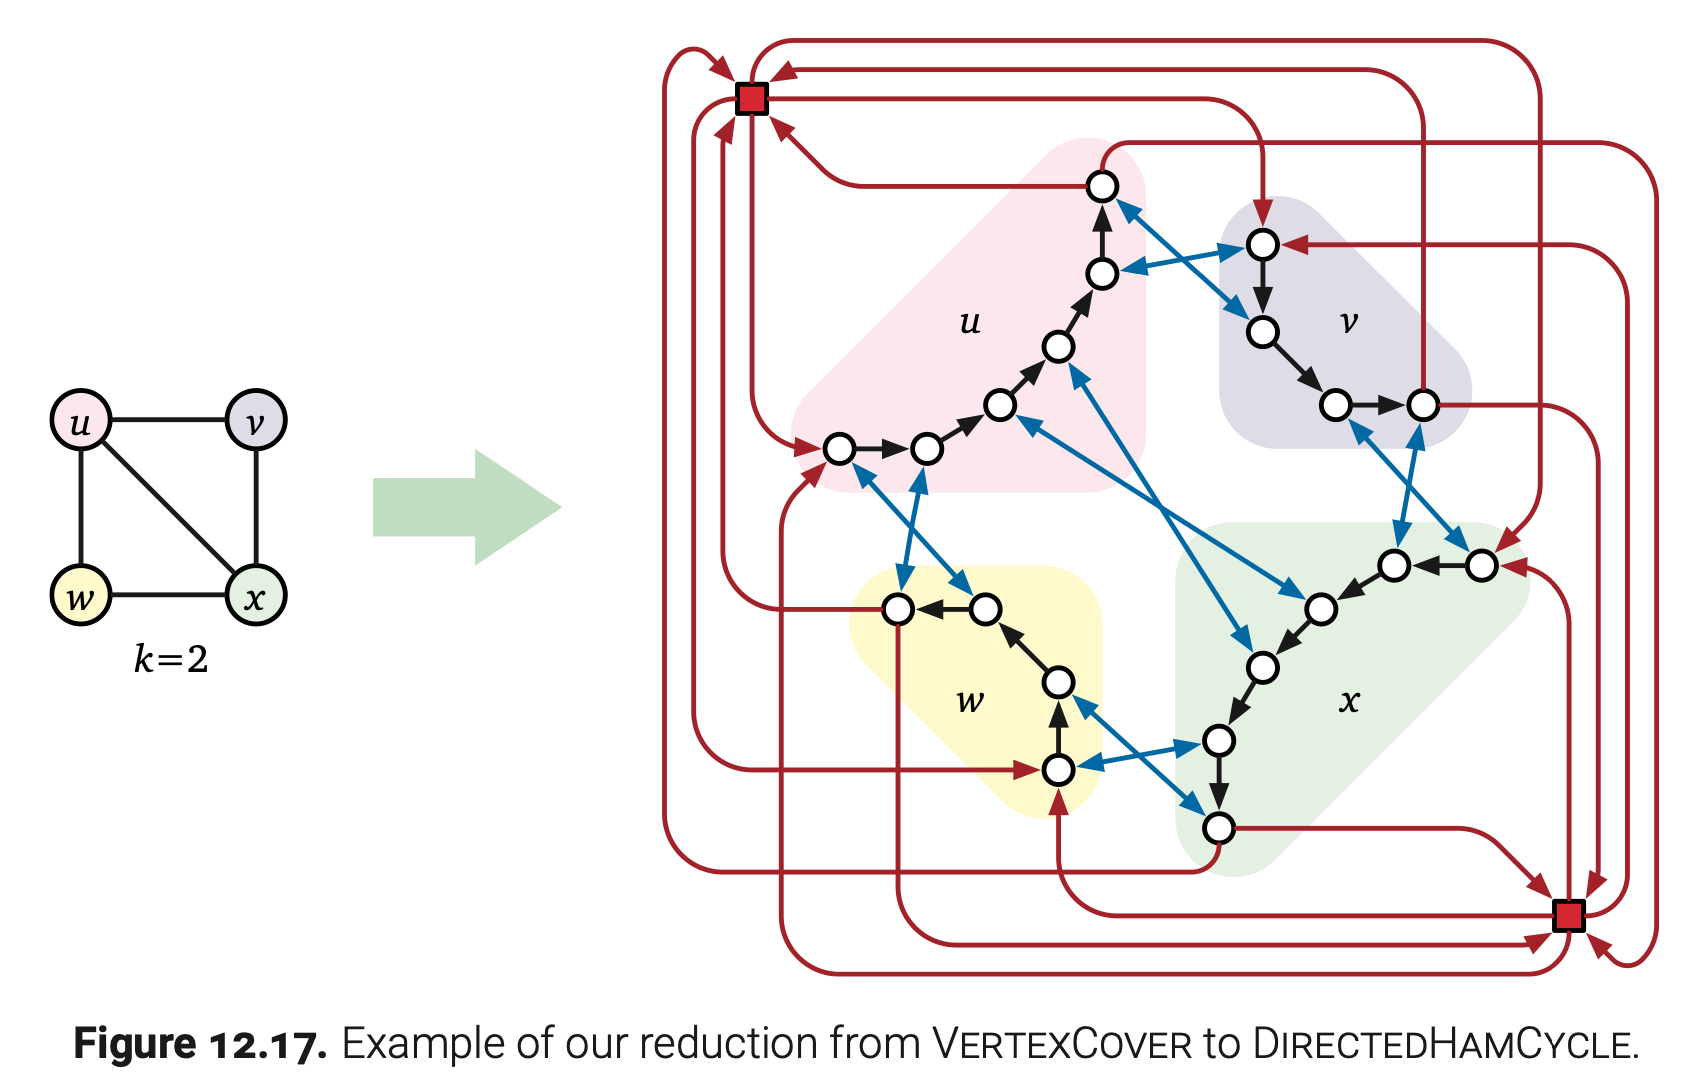 u
v
w
x
k=2
u
v
w
x
Figure 12.17. Example of our reduction from VERTEXCOVER to DIRECTEDHAMCYCLE.